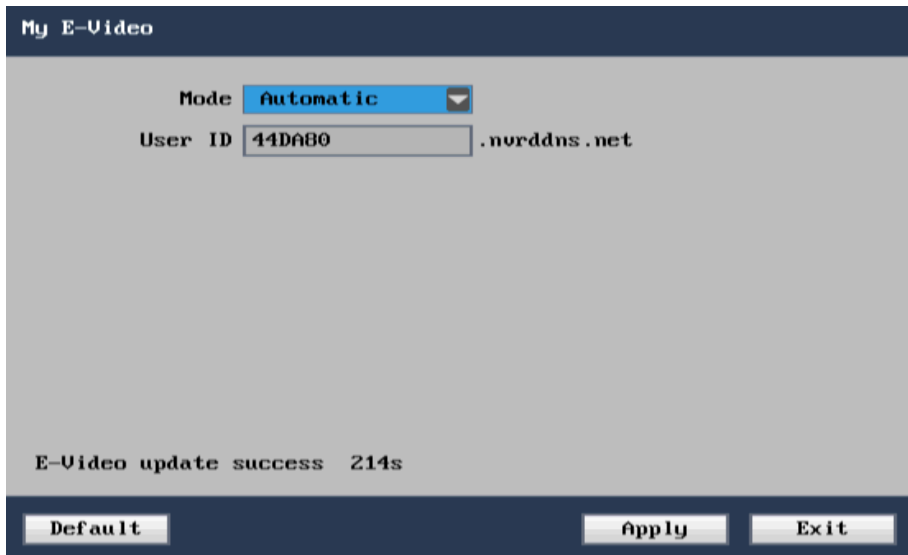 My E-Video
Mode Automatic
User ID 44DA80 .nvrddns.net
E-Video update success 214s
Default Apply Exit